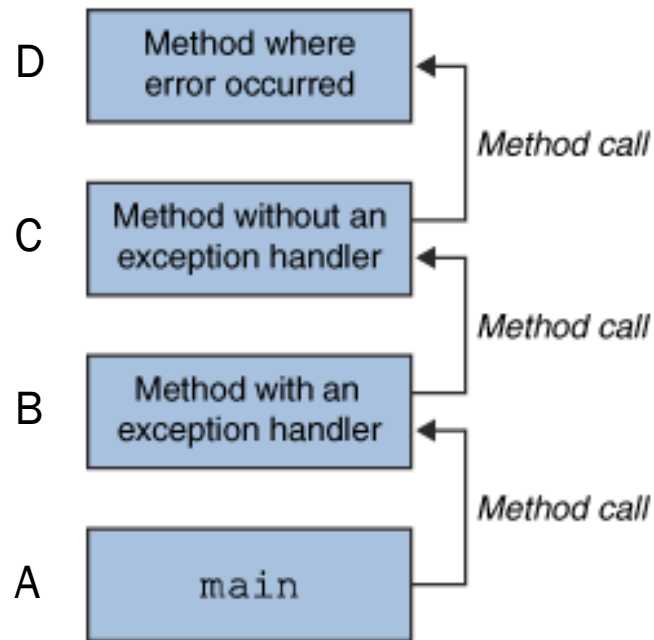 D
Method where
error occurred
Method call
C
Method without an
exception handler
Method call
B
Method with an
exception handler
Method call
A
main